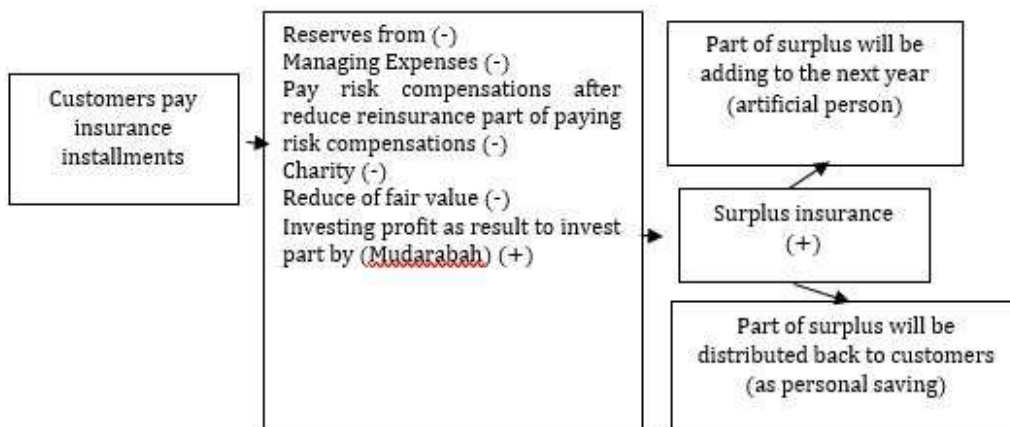 Customers pay
insurance
installments
Reserves from (-)
Managing Expenses (-)
Pay risk compensations after
reduce reinsurance part of paying
risk compensations (-)
Charity (-)
Reduce of fair value (-)
Investing profit as result to invest
part by (Mudarabah) (+)
Part of surplus will be
adding to the next year
(artificial person)
Surplus insurance
(+)
Part of surplus will be
distributed back to customers
(as personal saving)